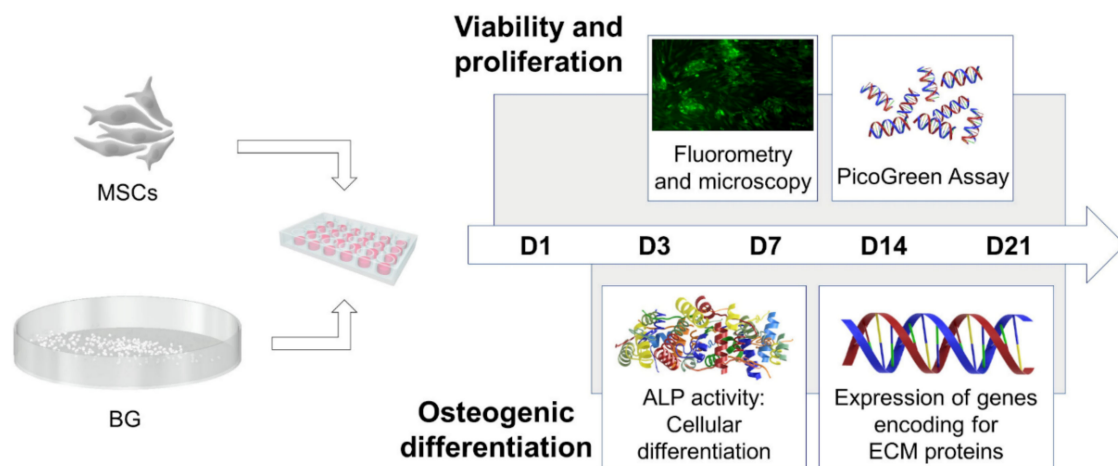 Viability and
proliferation
Fluorometry
and microscopy
PicoGreen Assay
MSCs
D1
D3
D7
D14
D21
BG
Osteogenic
differentiation
ALP activity:
Cellular
differentiation
Expression of genes
encoding for
ECM proteins